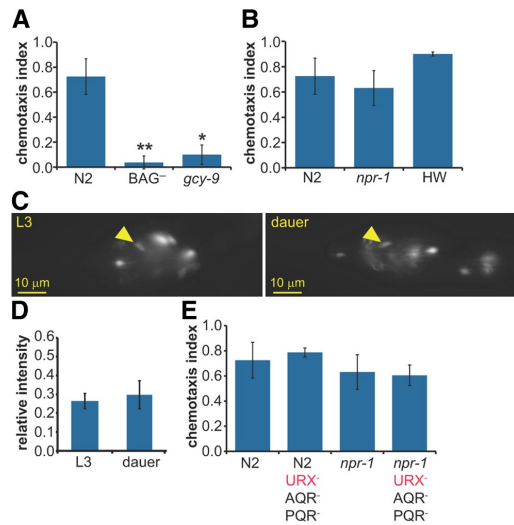 A
chemotaxis index
1.0
0.8
0.6
0.4
0.2
0.0
**
*
N2 BAG⁻ gcy-9
B
chemotaxis index
1.0
0.8
0.6
0.4
0.2
0.0
N2 npr-1 HW
C
L3
10 µm
dauer
10 µm
D
relative intensity
0.6
0.5
0.4
0.3
0.2
0.1
0.0
L3 dauer
E
chemotaxis index
1.0
0.8
0.6
0.4
0.2
0.0
N2 N2 npr-1 npr-1
URX⁻ URX⁻
AQR⁻ AQR⁻
PQR⁻ PQR⁻